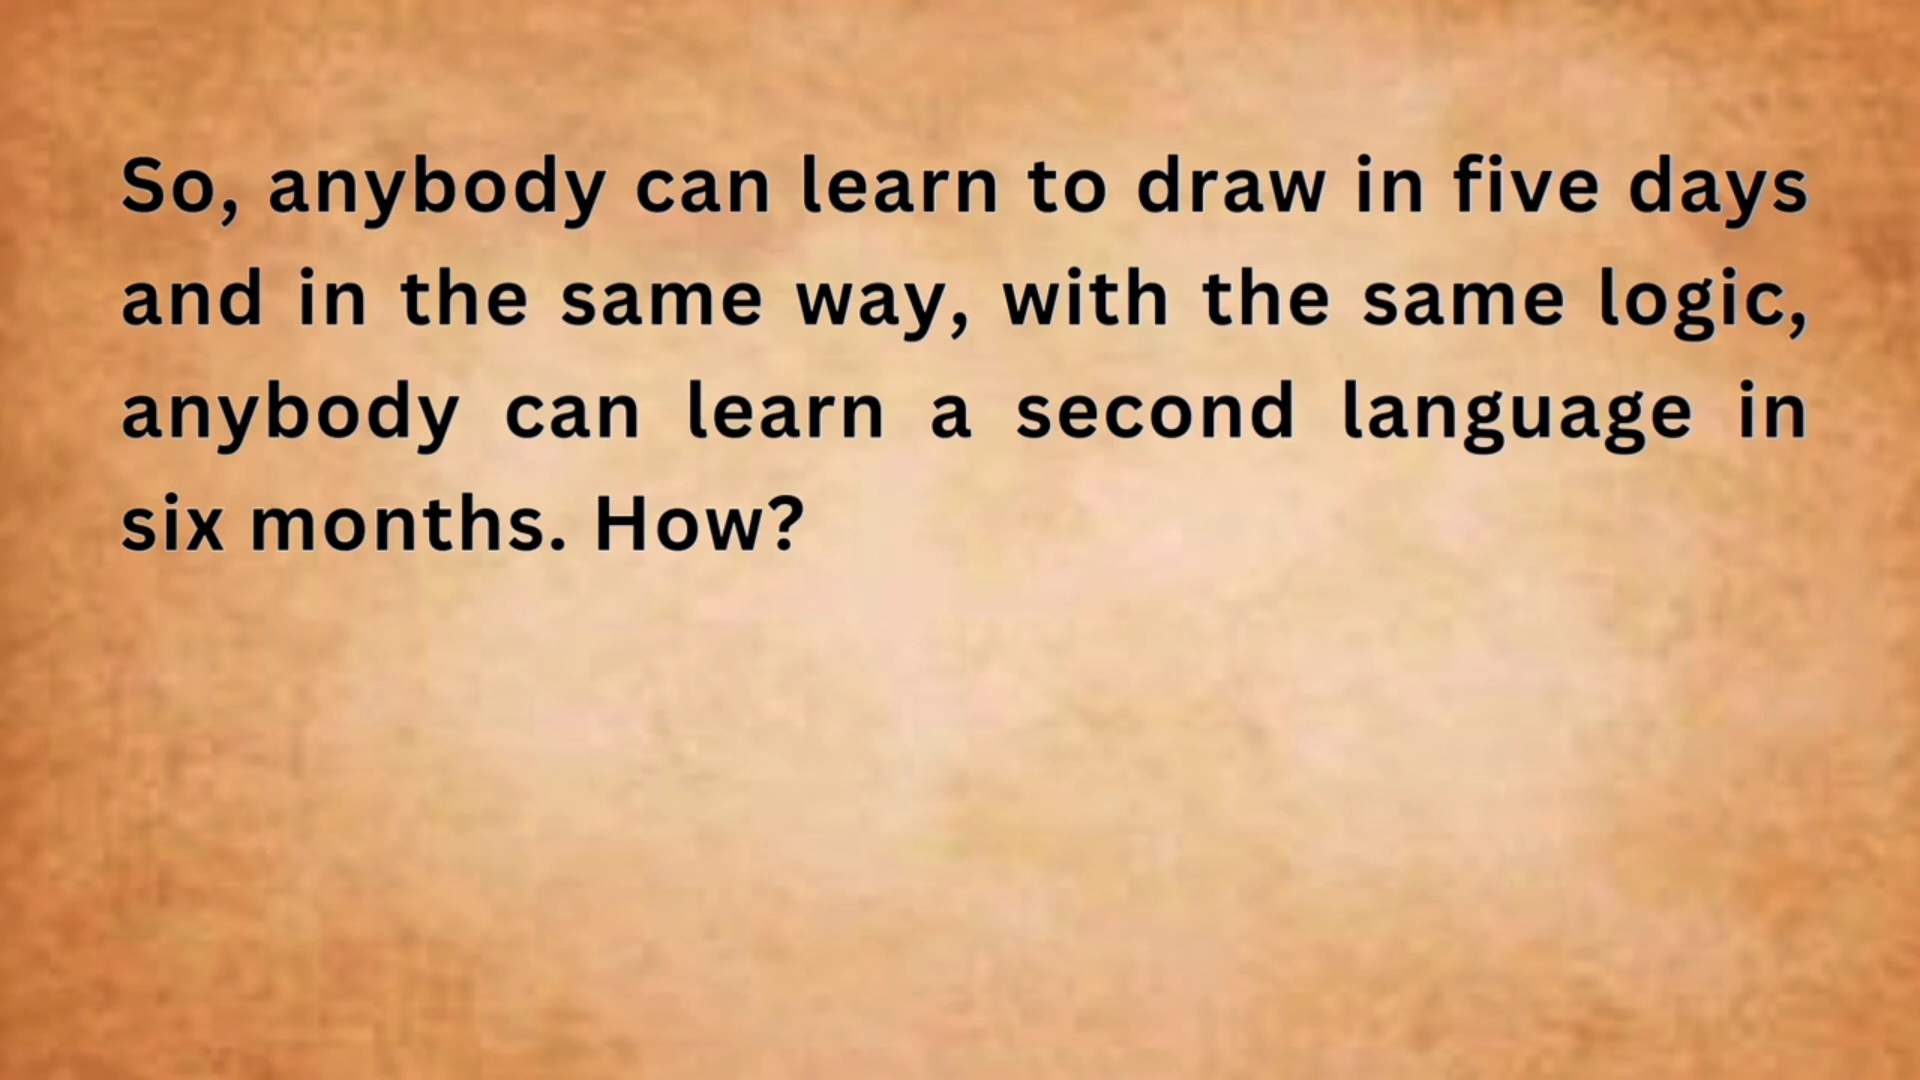 So, anybody can learn to draw in five days
and in the same way, with the same logic,
anybody can learn a second language in
six months. How?